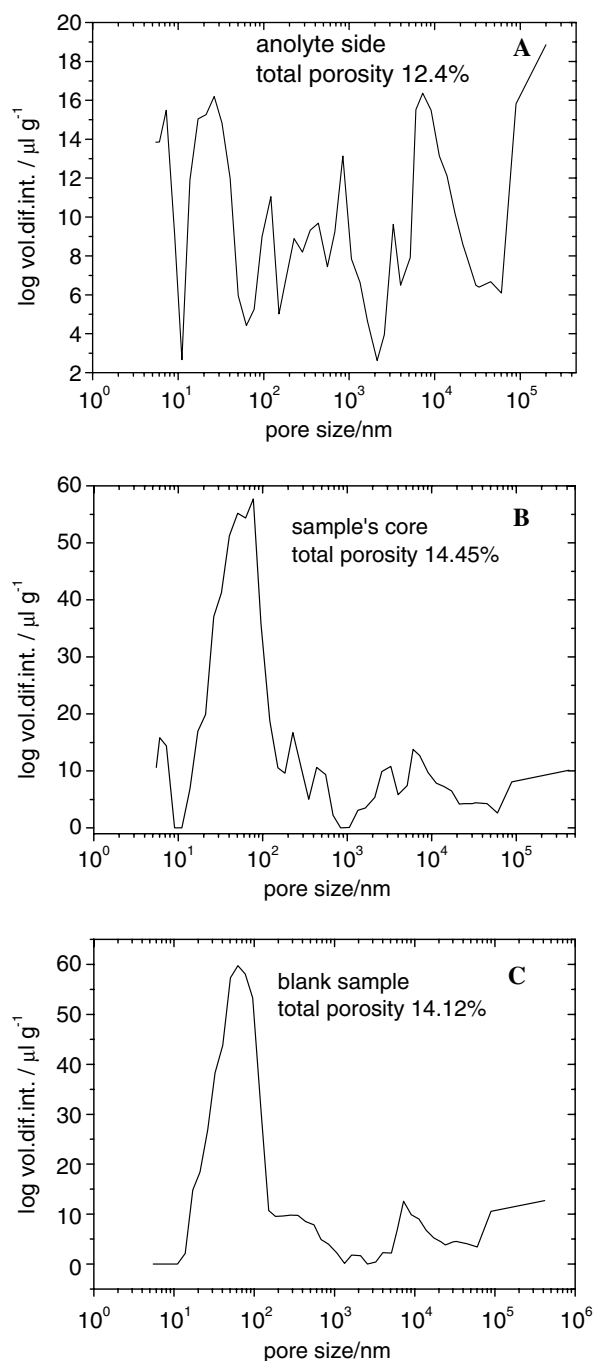 20
18
16
14
12
10
8
6
4
2
log vol.dif.int. / μl g⁻¹
anolyte side
total porosity 12.4%
A
10⁰ 10¹ 10² 10³ 10⁴ 10⁵
pore size/nm
60
50
40
30
20
10
0
log vol.dif.int. / μl g⁻¹
sample's core
total porosity 14.45%
B
10⁰ 10¹ 10² 10³ 10⁴ 10⁵
pore size/nm
60
50
40
30
20
10
0
log vol.dif.int. / μl g⁻¹
blank sample
total porosity 14.12%
C
10⁰ 10¹ 10² 10³ 10⁴ 10⁵ 10⁶
pore size/nm